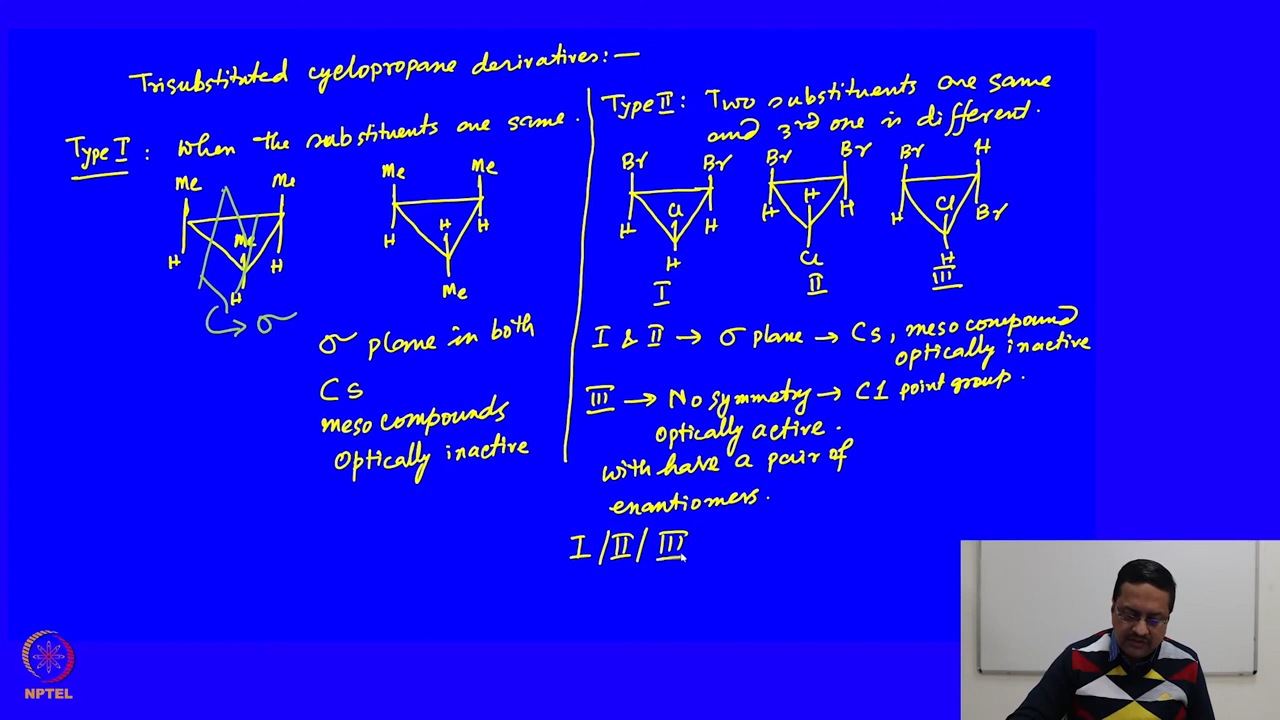 Trisubstituted cyclopropane derivatives:—
Type I : When the substituents are same.
Me Me
H Me H
H
σ
Me Me
H H H
Me
σ plane in both
Cs
meso compounds
Optically inactive
Type II : Two substituents are same
and 3rd one is different.
Br Br
H Cl H
H
I
Br Br
H H H
Cl
II
Br H
H Cl Br
H
III
I & II → σ plane → Cs, meso compound
optically inactive
III → No symmetry → C1 point group.
optically active.
with have a pair of
enantiomers.
I / II / III
NPTEL